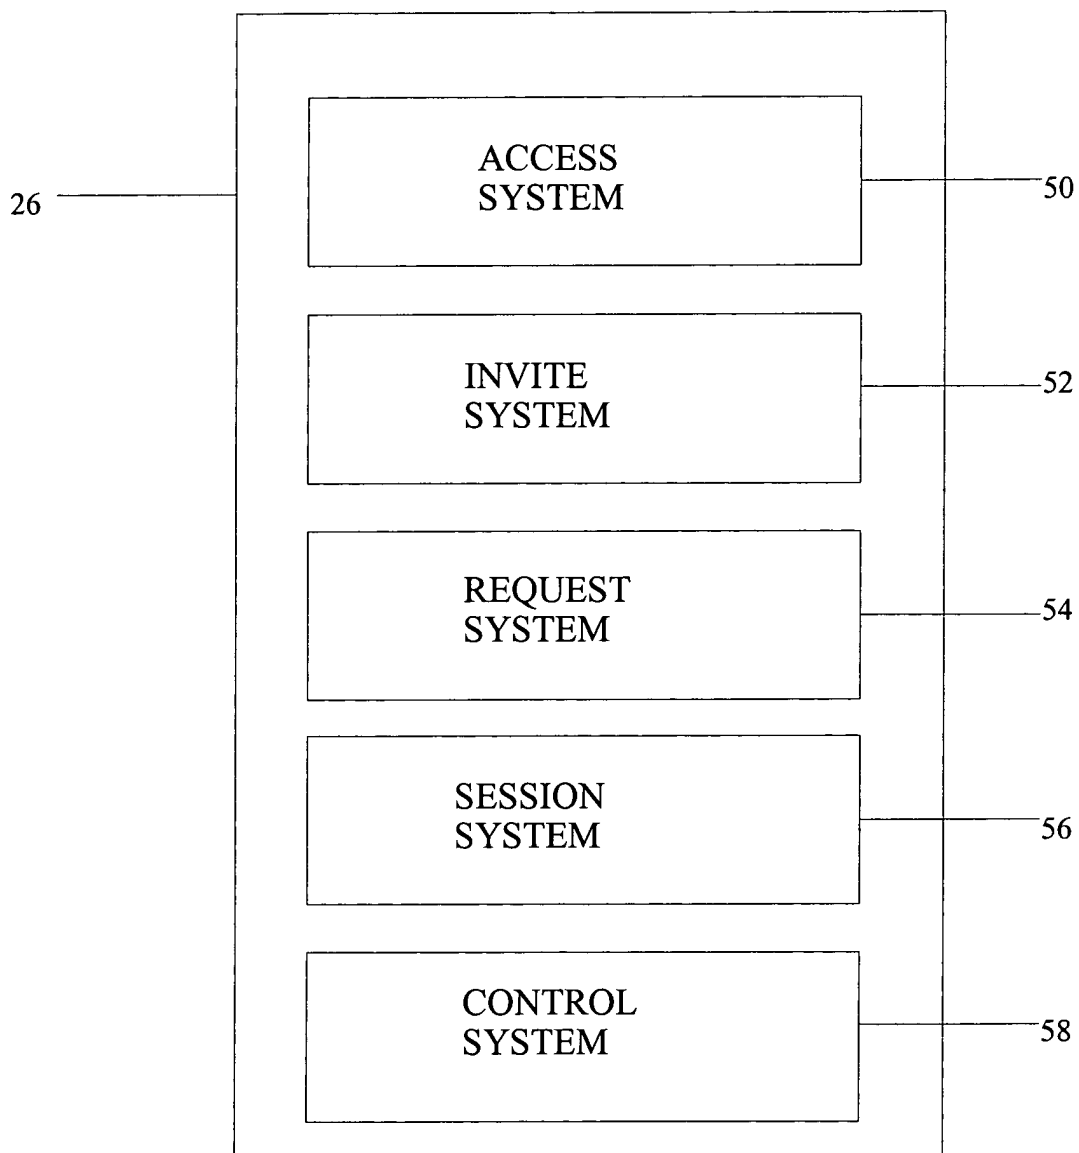 ACCESS
SYSTEM
26
50
INVITE
SYSTEM
52
REQUEST
SYSTEM
54
SESSION
SYSTEM
56
CONTROL
SYSTEM
58